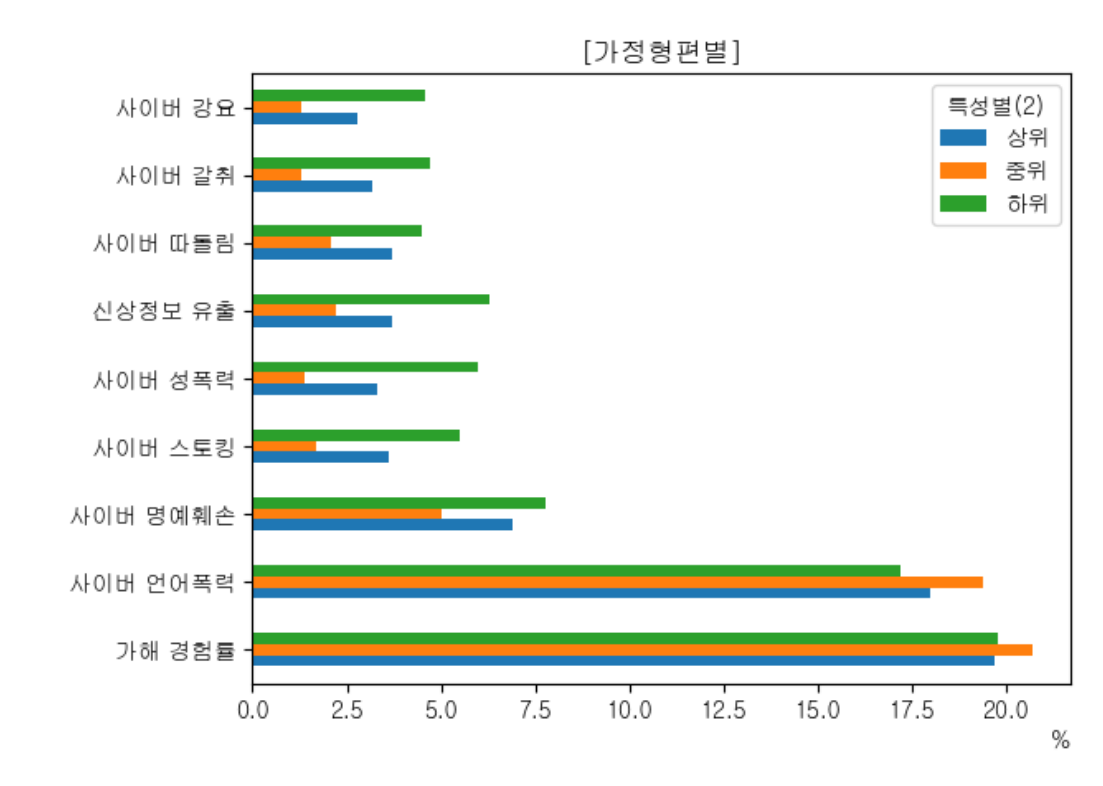 [가정형편별]
사이버 강요
사이버 갈취
사이버 따돌림
신상정보 유출
사이버 성폭력
사이버 스토킹
사이버 명예훼손
사이버 언어폭력
가해 경험률
특성별(2)
상위
중위
하위
0.0 2.5 5.0 7.5 10.0 12.5 15.0 17.5 20.0
%